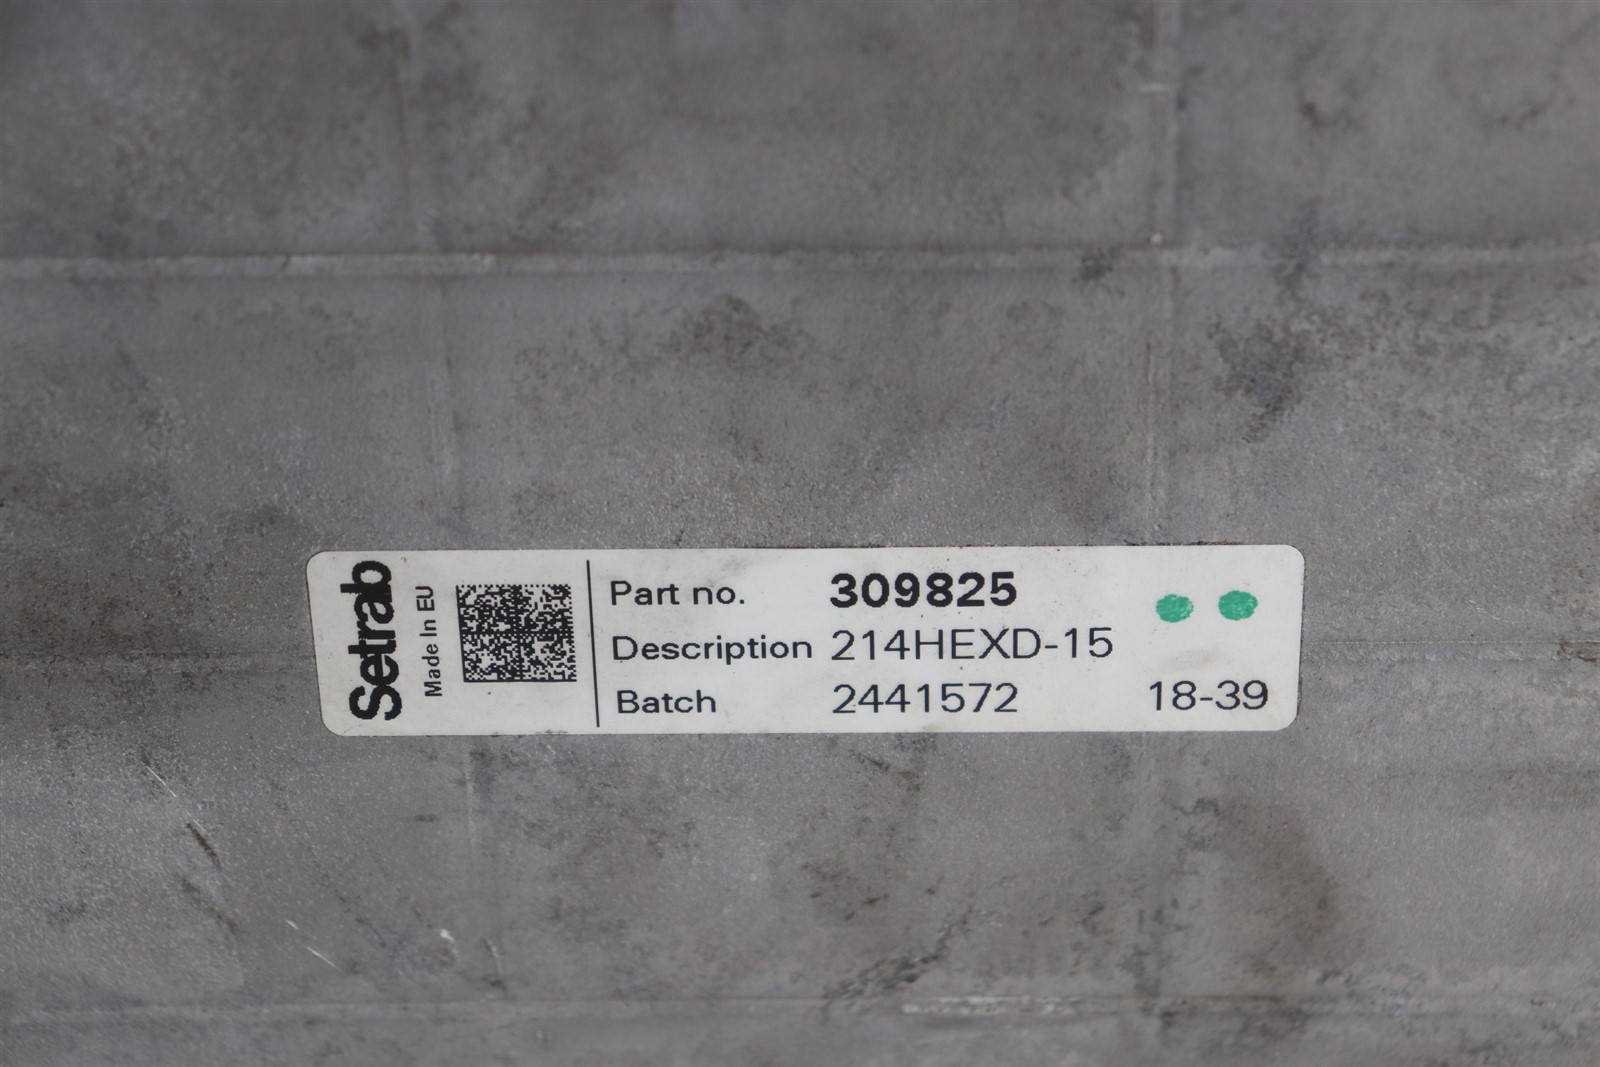 Setrab
Made In EU
Part no. 309825
Description 214HEXD-15
Batch 2441572 18-39